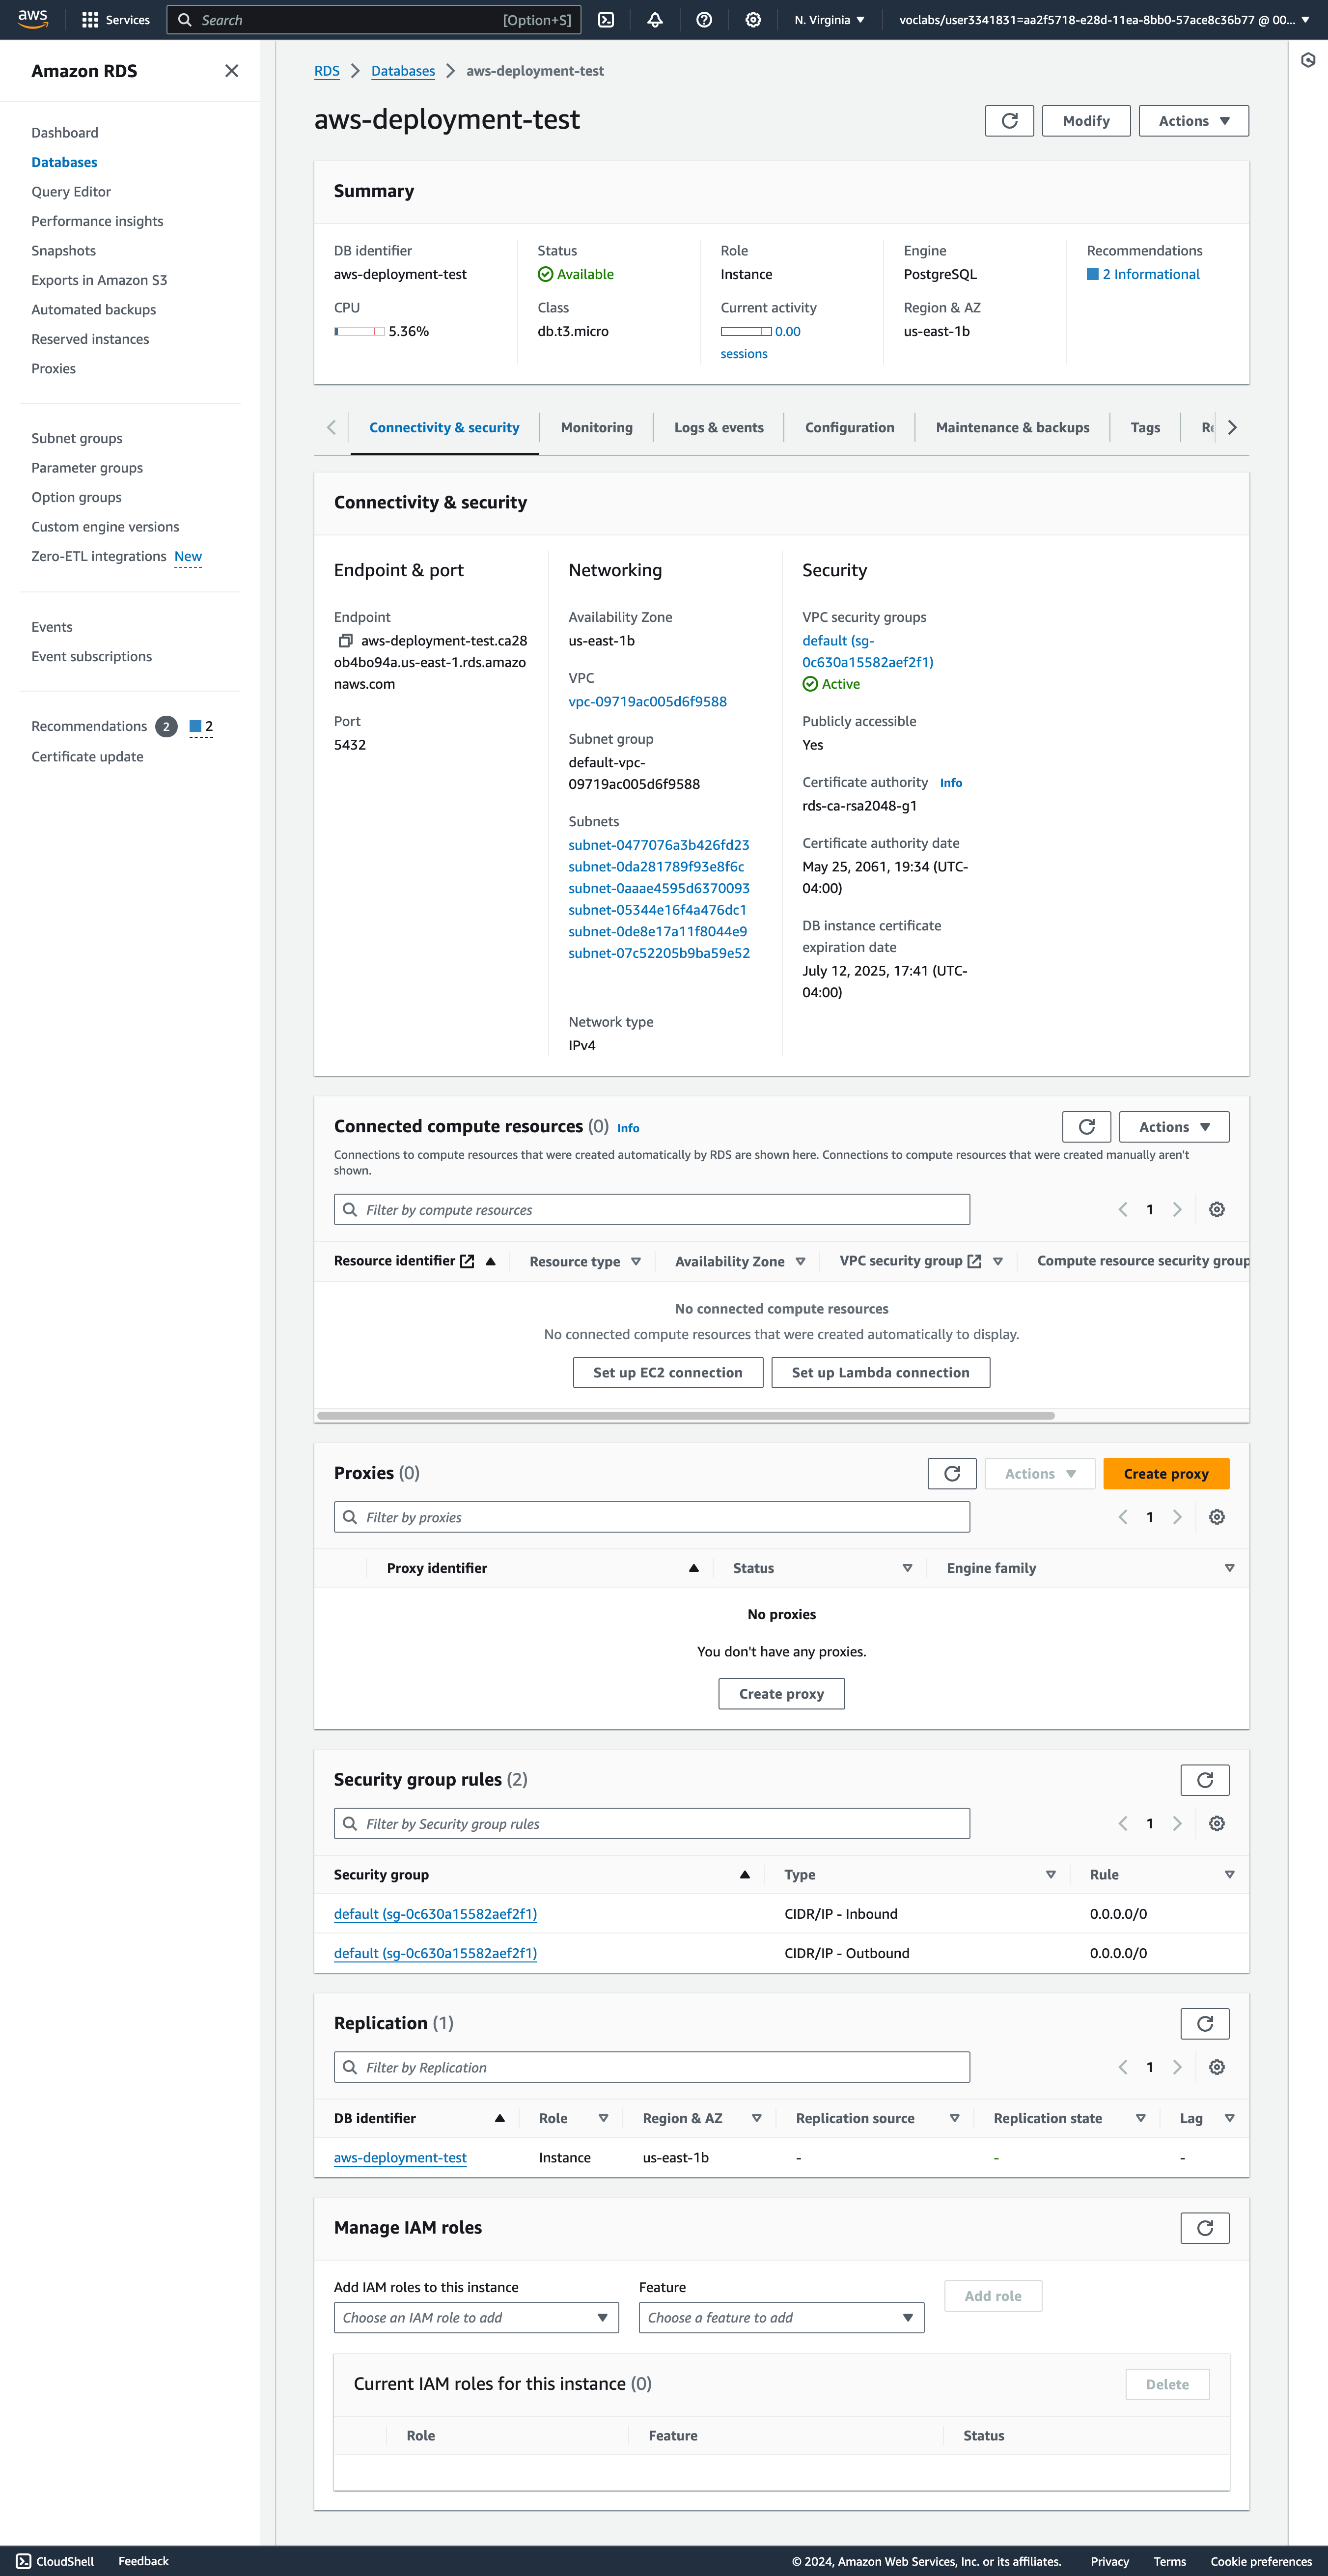 aws
Services
Search [Option+S]
N. Virginia
voclabs/user3341831=aa2f5718-e28d-11ea-8bb0-57ace8c36b77 @ 00...
Amazon RDS
Dashboard
Databases
Query Editor
Performance insights
Snapshots
Exports in Amazon S3
Automated backups
Reserved instances
Proxies
Subnet groups
Parameter groups
Option groups
Custom engine versions
Zero-ETL integrations New
Events
Event subscriptions
Recommendations 2 2
Certificate update
RDS Databases aws-deployment-test
aws-deployment-test
Modify
Actions
Summary
DB identifier
aws-deployment-test
CPU
5.36%
Status
Available
Class
db.t3.micro
Role
Instance
Current activity
0.00
sessions
Engine
PostgreSQL
Region & AZ
us-east-1b
Recommendations
2 Informational
Connectivity & security
Monitoring
Logs & events
Configuration
Maintenance & backups
Tags
Connectivity & security
Endpoint & port
Endpoint
aws-deployment-test.ca28
ob4bo94a.us-east-1.rds.amazo
naws.com
Port
5432
Networking
Availability Zone
us-east-1b
VPC
vpc-09719ac005d6f9588
Subnet group
default-vpc-
09719ac005d6f9588
Subnets
subnet-0477076a3b426fd23
subnet-0da281789f93e8f6c
subnet-0aaae4595d6370093
subnet-05344e16f4a476dc1
subnet-0de8e17a11f8044e9
subnet-07c52205b9ba59e52
Network type
IPv4
Security
VPC security groups
default (sg-
0c630a15582aef2f1)
Active
Publicly accessible
Yes
Certificate authority Info
rds-ca-rsa2048-g1
Certificate authority date
May 25, 2061, 19:34 (UTC-
04:00)
DB instance certificate
expiration date
July 12, 2025, 17:41 (UTC-
04:00)
Connected compute resources (0) Info
Actions
Connections to compute resources that were created automatically by RDS are shown here. Connections to compute resources that were created manually aren't
shown.
Filter by compute resources
1
Resource identifier Resource type Availability Zone VPC security group Compute resource security group
No connected compute resources
No connected compute resources that were created automatically to display.
Set up EC2 connection Set up Lambda connection
Proxies (0)
Actions Create proxy
Filter by proxies
1
Proxy identifier Status Engine family
No proxies
You don't have any proxies.
Create proxy
Security group rules (2)
Filter by Security group rules
1
Security group Type Rule
default (sg-0c630a15582aef2f1) CIDR/IP - Inbound 0.0.0.0/0
default (sg-0c630a15582aef2f1) CIDR/IP - Outbound 0.0.0.0/0
Replication (1)
Filter by Replication
1
DB identifier Role Region & AZ Replication source Replication state Lag
aws-deployment-test Instance us-east-1b - - -
Manage IAM roles
Add IAM roles to this instance
Choose an IAM role to add
Feature
Choose a feature to add
Add role
Current IAM roles for this instance (0)
Delete
Role Feature Status
CloudShell Feedback
© 2024, Amazon Web Services, Inc. or its affiliates. Privacy Terms Cookie preferences